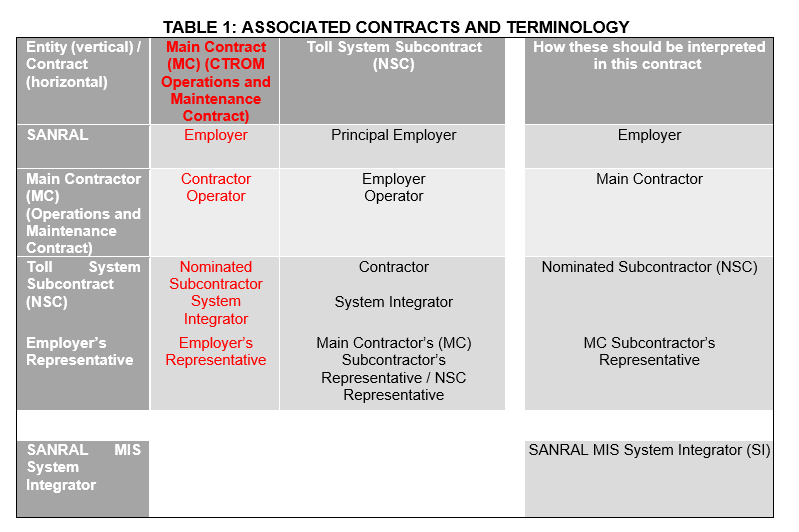 TABLE 1: ASSOCIATED CONTRACTS AND TERMINOLOGY
Entity (vertical) /
Contract
(horizontal)
Main Contract
(MC) (CTROM
Operations and
Maintenance
Contract)
Toll System Subcontract
(NSC)
How these should be interpreted
in this contract
SANRAL
Employer
Principal Employer
Employer
Main Contractor
(MC)
(Operations and
Maintenance
Contract)
Contractor
Operator
Employer
Operator
Main Contractor
Toll System
Subcontract
(NSC)
Nominated
Subcontractor
System
Integrator
Contractor
System Integrator
Nominated Subcontractor (NSC)
Employer's
Representative
Employer's
Representative
Main Contractor's (MC)
Subcontractor's
Representative / NSC
Representative
MC Subcontractor's
Representative
SANRAL MIS
System
Integrator
SANRAL MIS System Integrator (SI)